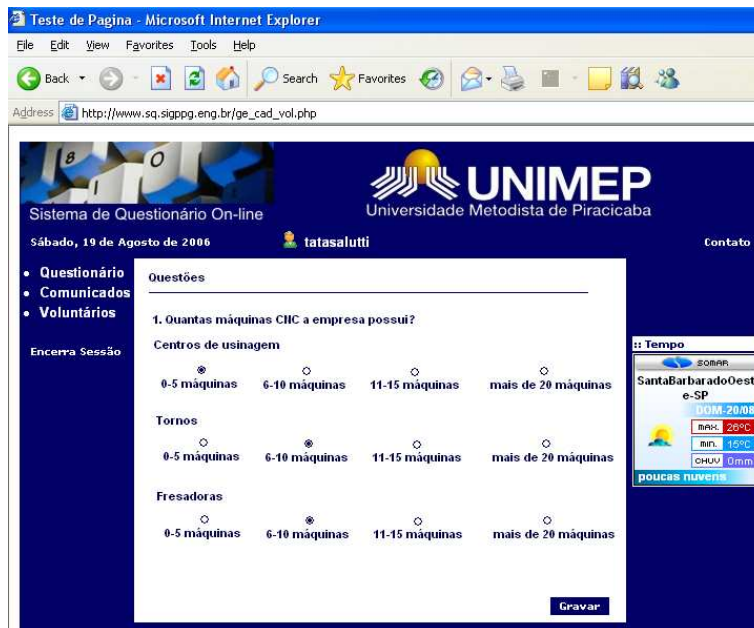 Teste de Pagina - Microsoft Internet Explorer
File Edit View Favorites Tools Help
Back Search Favorites
Address http://www.sq.sigppg.eng.br/ge_cad_vol.php
8 O
I O
UNIMEP
Sistema de Questionário On-line
Universidade Metodista de Piracicaba
Sábado, 19 de Agosto de 2006 tatasalutti Contato
Questionário
Comunicados
Voluntários
Encerra Sessão
Questões
1. Quantas máquinas CNC a empresa possui?
Centros de usinagem
0-5 máquinas 6-10 máquinas 11-15 máquinas mais de 20 máquinas
Tornos
0-5 máquinas 6-10 máquinas 11-15 máquinas mais de 20 máquinas
Fresadoras
0-5 máquinas 6-10 máquinas 11-15 máquinas mais de 20 máquinas
Gravar
:: Tempo
SOMAR
SantaBarbaradoOest
e-SP
DOM-20/08
MAX. 26ºC
MIN. 15ºC
CHUV 0mm
poucas nuvens